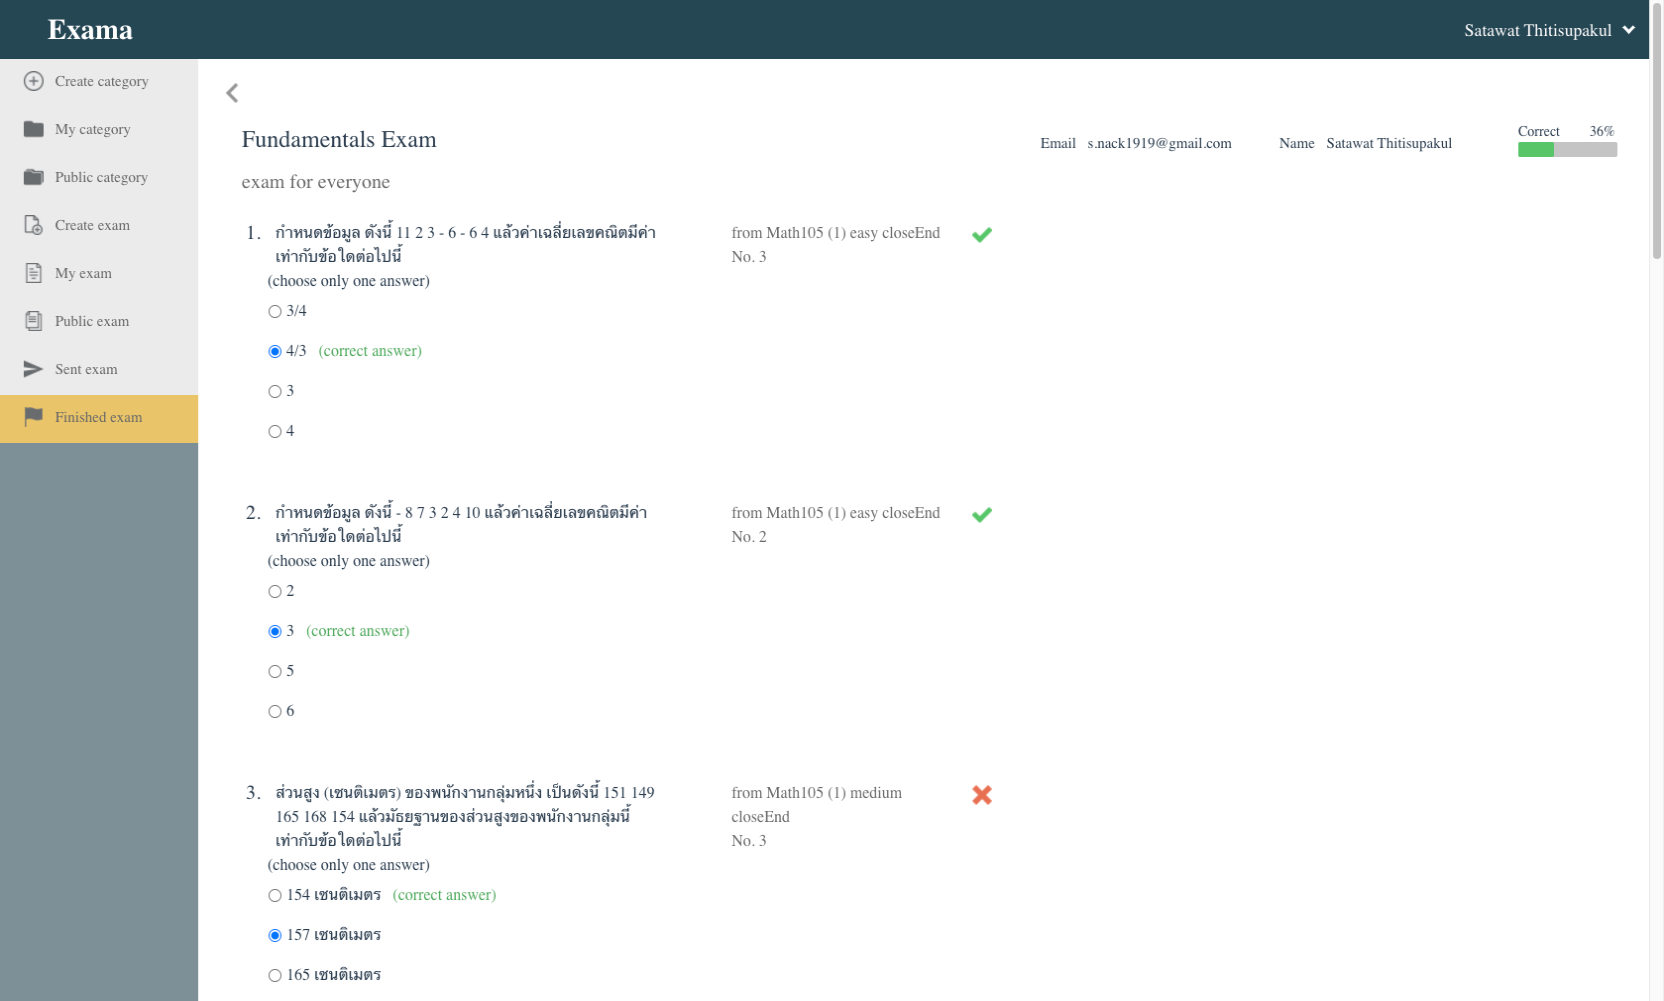 Exama
Satawat Thitisupakul
Create category
My category
Public category
Create exam
My exam
Public exam
Sent exam
Finished exam
Fundamentals Exam
Email s.nack1919@gmail.com
Name Satawat Thitisupakul
Correct 36%
exam for everyone
1. กำหนดข้อมูล ดังนี้ 11 2 3 - 6 - 6 4 แล้วค่าเฉลี่ยเลขคณิตมีค่า
เท่ากับข้อใดต่อไปนี้
(choose only one answer)
from Math105 (1) easy closeEnd
No. 3
3/4
4/3 (correct answer)
3
4
2. กำหนดข้อมูล ดังนี้ - 8 7 3 2 4 10 แล้วค่าเฉลี่ยเลขคณิตมีค่า
เท่ากับข้อใดต่อไปนี้
(choose only one answer)
from Math105 (1) easy closeEnd
No. 2
2
3 (correct answer)
5
6
3. ส่วนสูง (เซนติเมตร) ของพนักงานกลุ่มหนึ่ง เป็นดังนี้ 151 149
165 168 154 แล้วมัธยฐานของส่วนสูงของพนักงานกลุ่มนี้
เท่ากับข้อใดต่อไปนี้
(choose only one answer)
from Math105 (1) medium
closeEnd
No. 3
154 เซนติเมตร (correct answer)
157 เซนติเมตร
165 เซนติเมตร